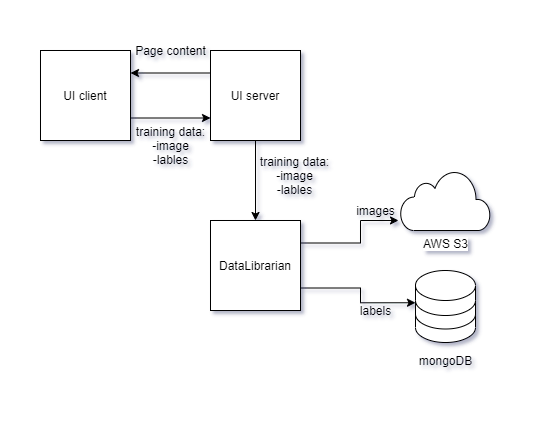 Page content
UI client
UI server
training data:
-image
-lables
training data:
-image
-lables
images
AWS S3
DataLibrarian
labels
mongoDB